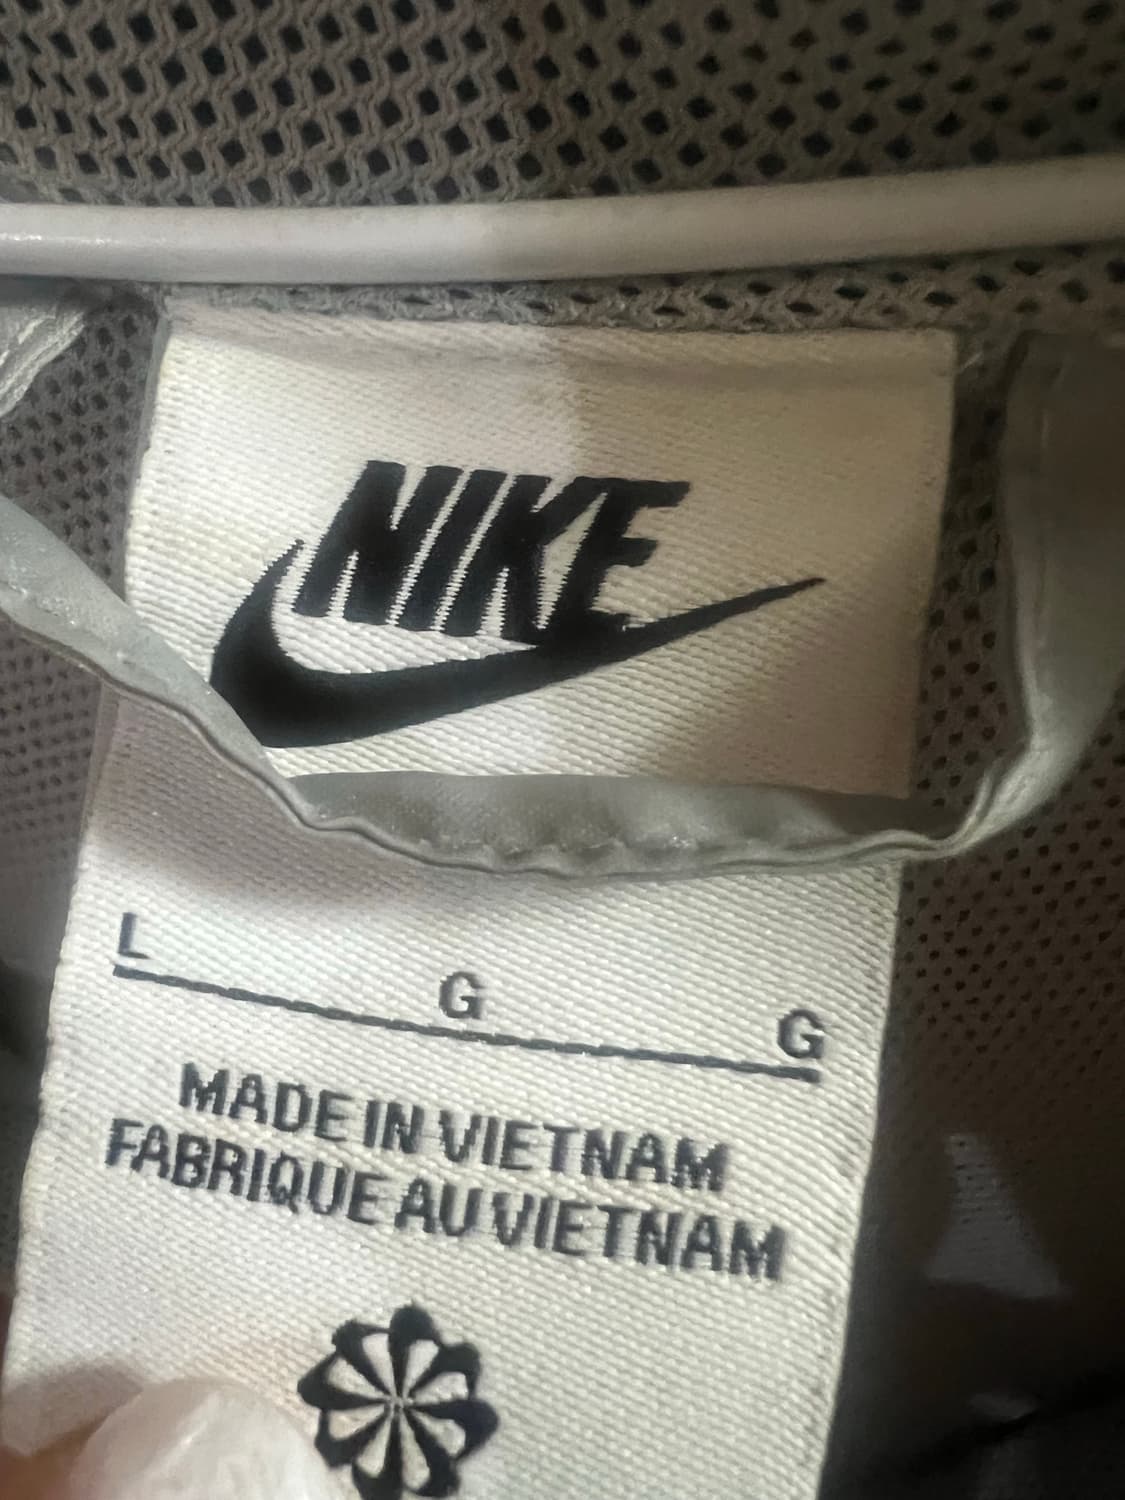 NIKE
L G G
MADE IN VIETNAM
FABRIQUE AU VIETNAM